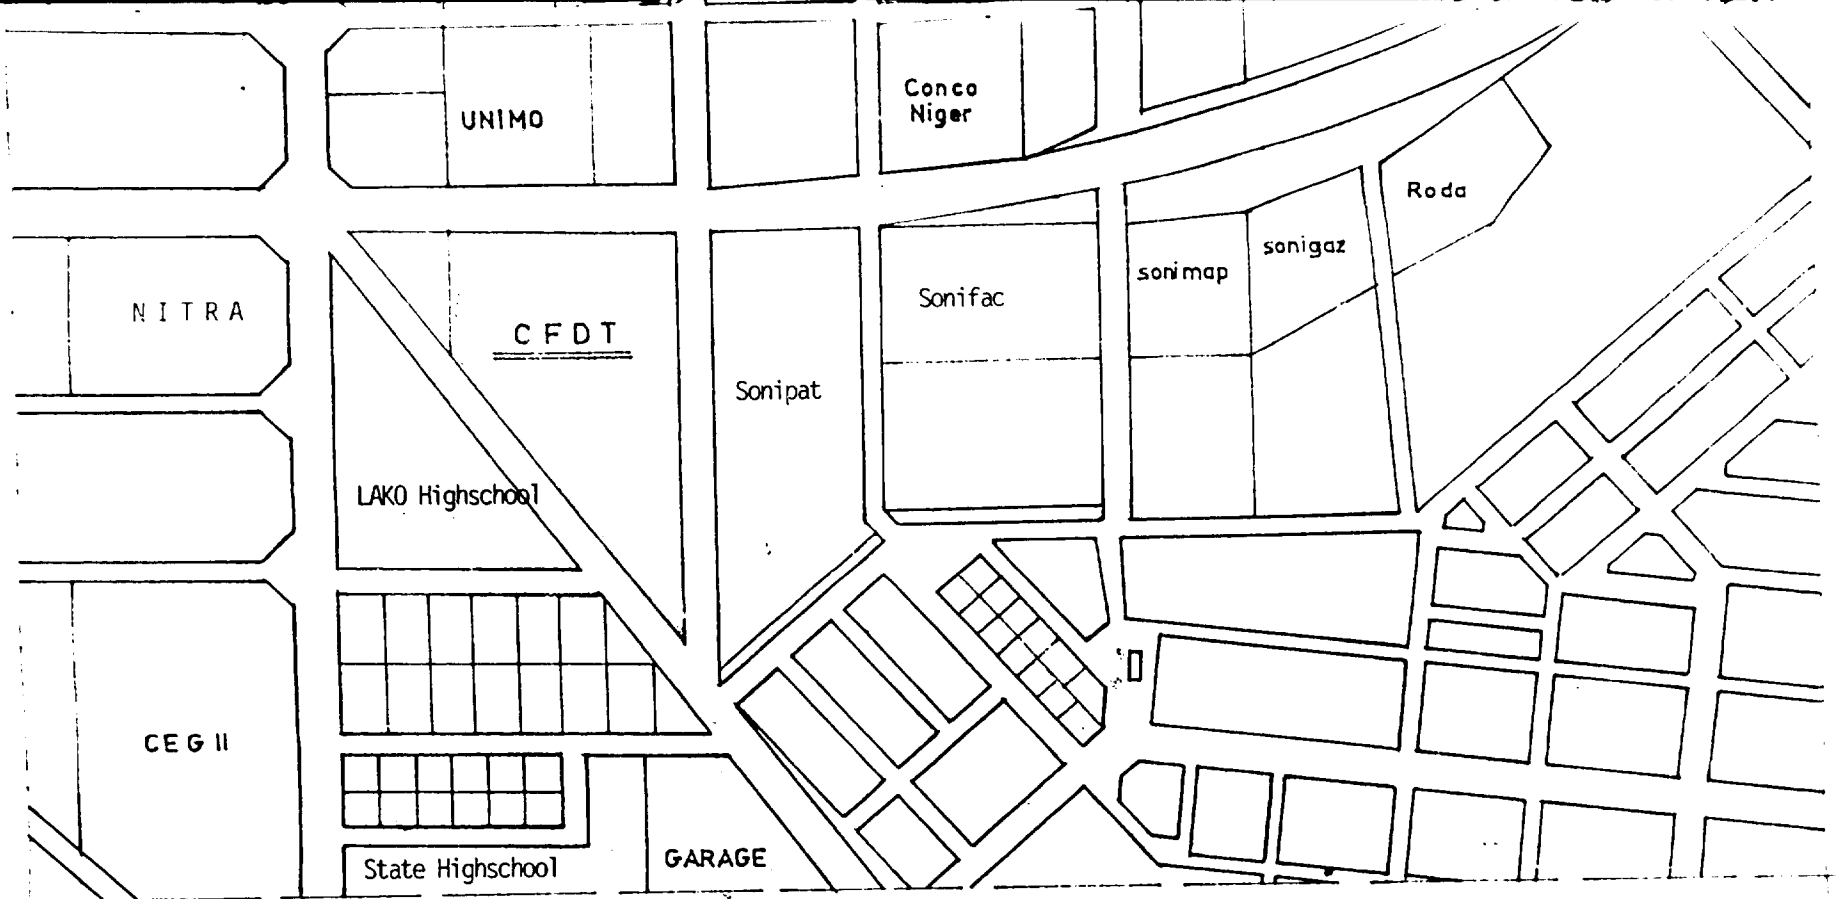 Conco
Niger
UNIMO
Roda
sonigaz
sonimap
Sonifac
NITRA
CFDT
Sonipat
LAKO Highschool
CEG II
GARAGE
State Highschool